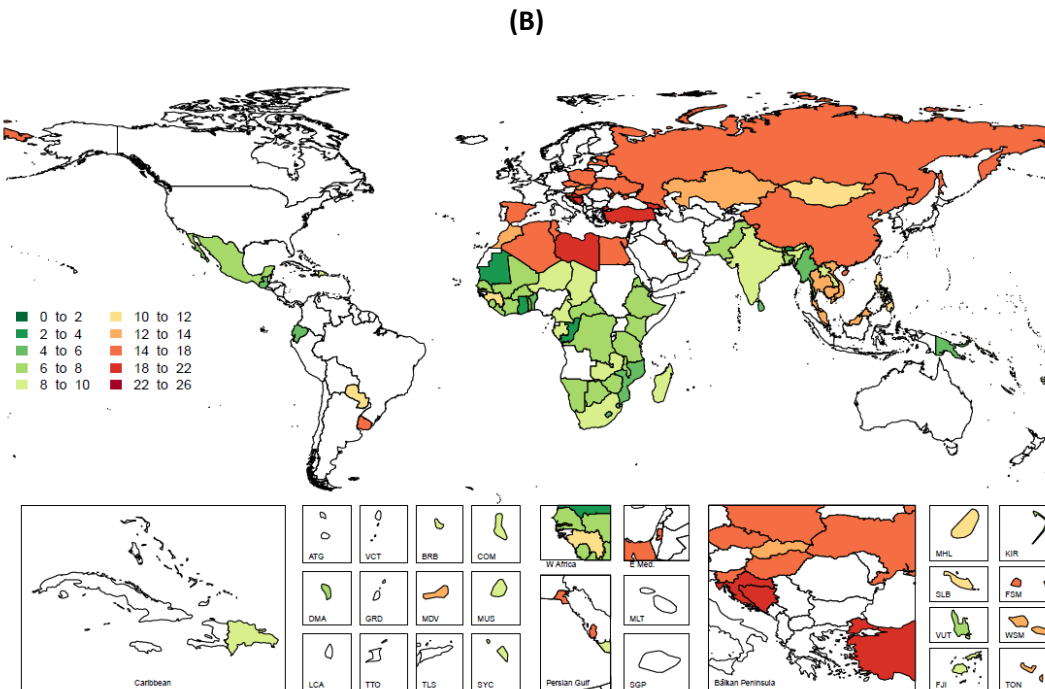 (B)
0 to 2
2 to 4
4 to 6
6 to 8
8 to 10
10 to 12
12 to 14
14 to 18
18 to 22
22 to 26
Caribbean
ATG
VCT
BRB
COM
DMA
GRD
MDV
MUS
LCA
TTO
TLS
SYC
W Africa
E Med.
Persian Gulf
MLT
SGP
Balkan Peninsula
MHL
KIR
SLB
FSM
VUT
WSM
FJI
TON